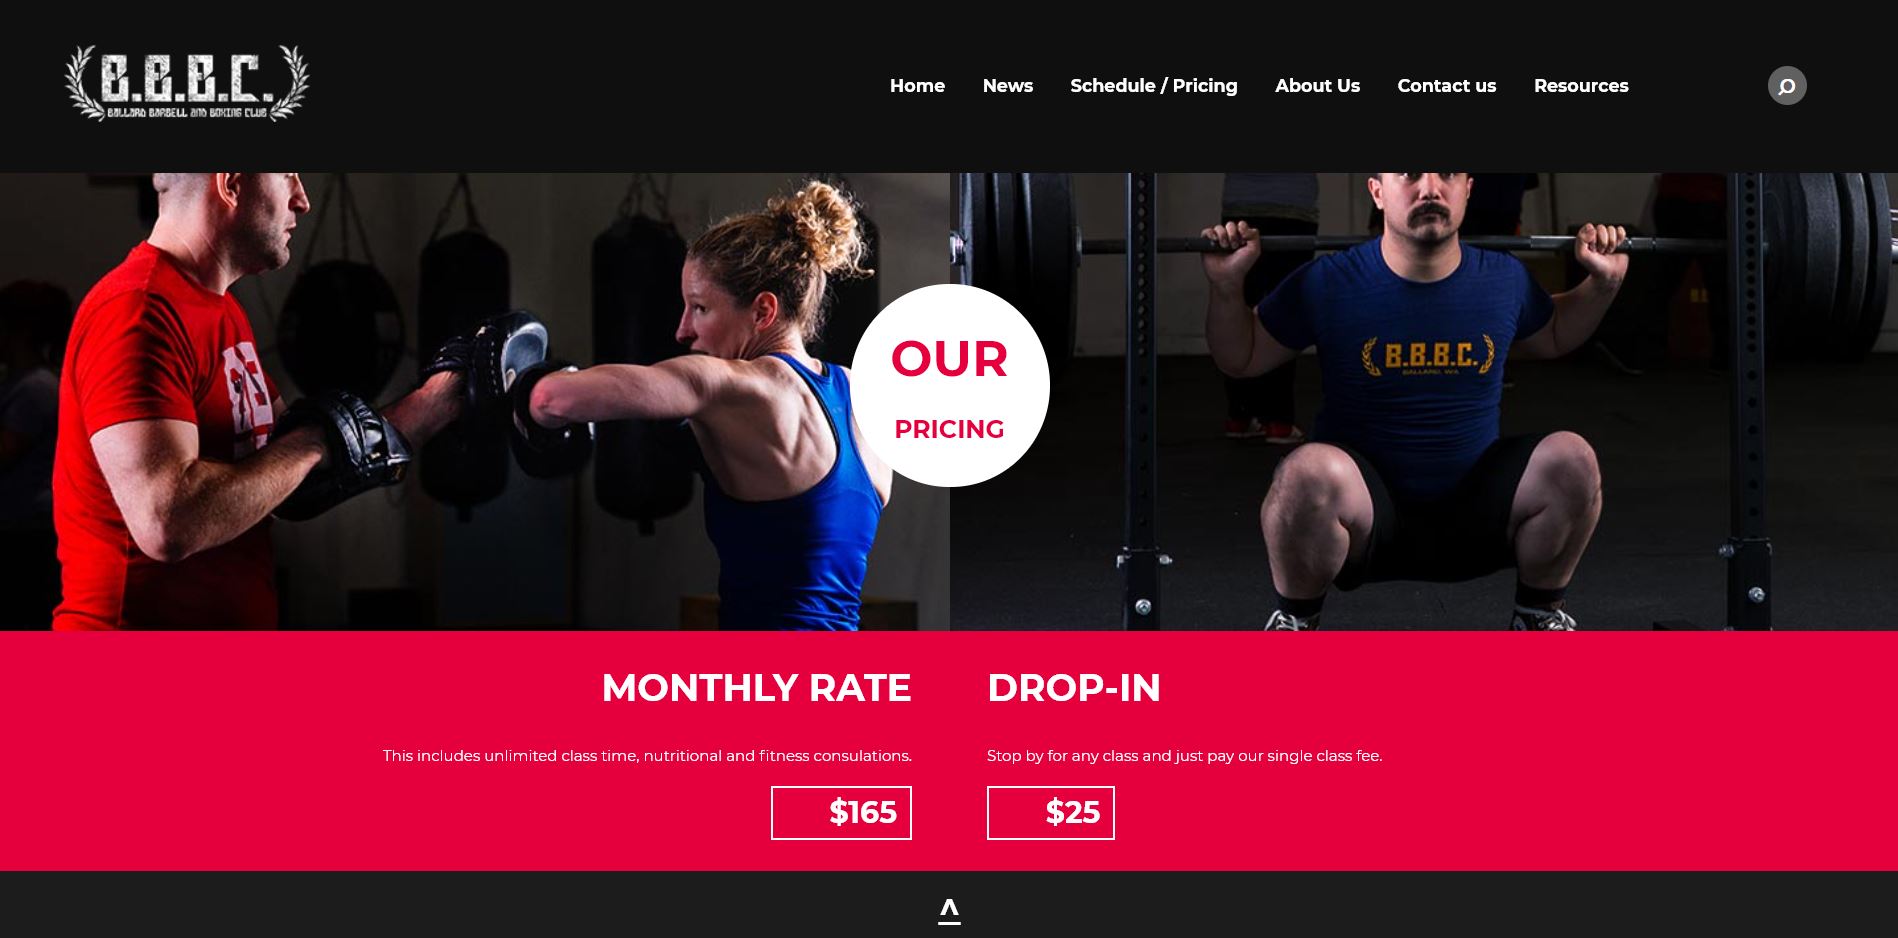 B.B.B.C.
BALLARD BARBELL AND BOXING CLUB
Home
News
Schedule / Pricing
About Us
Contact us
Resources
OUR
PRICING
B.B.B.C.
BALLARD, WA
MONTHLY RATE
This includes unlimited class time, nutritional and fitness consulations.
$165
DROP-IN
Stop by for any class and just pay our single class fee.
$25